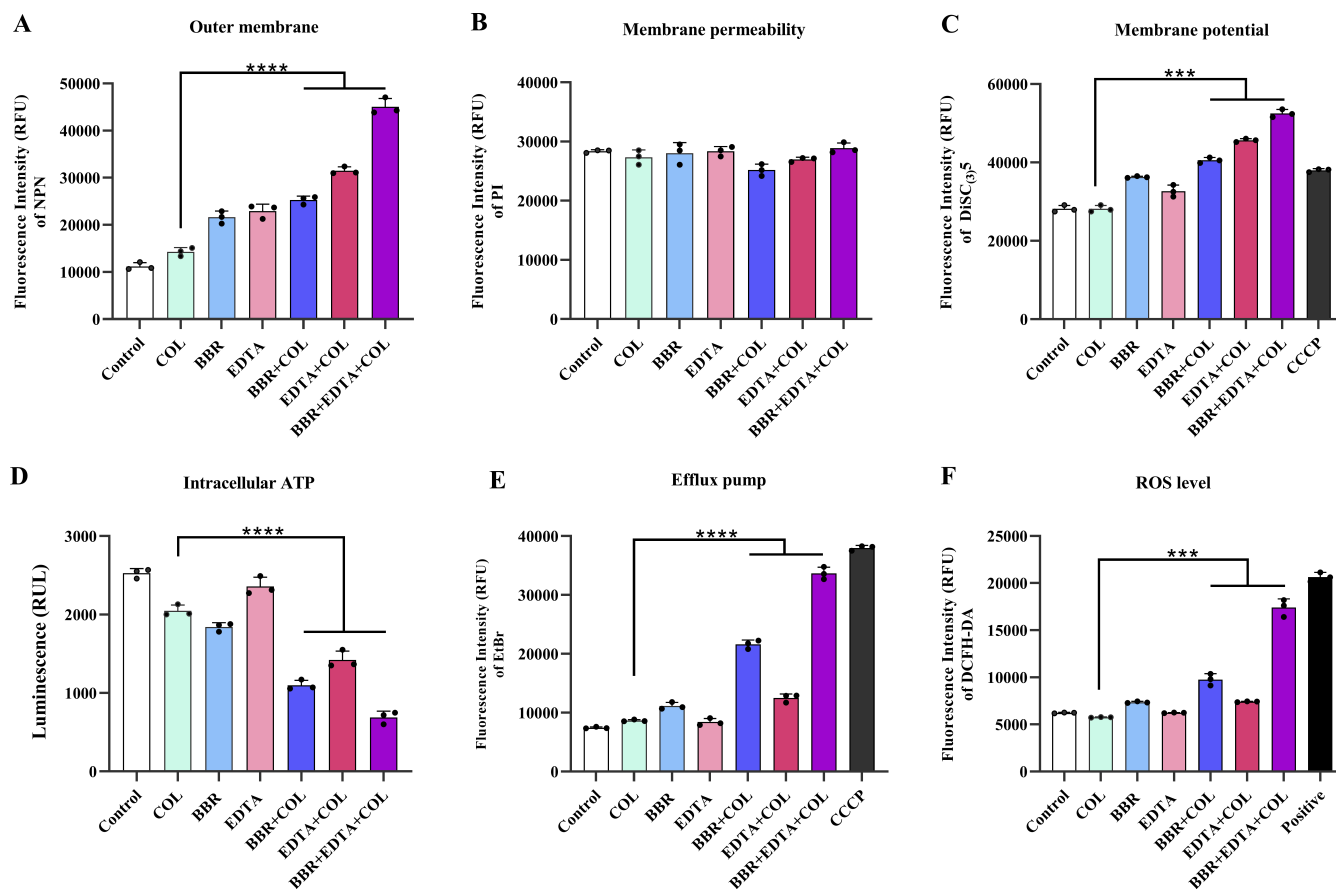 A
Outer membrane
Fluorescence Intensity (RFU)
of NPN
50000
40000
30000
20000
10000
0
****
Control
COL
BBR
EDTA
BBR+COL
EDTA+COL
BBR+EDTA+COL
B
Membrane permeability
Fluorescence Intensity (RFU)
of PI
40000
30000
20000
10000
0
Control
COL
BBR
EDTA
BBR+COL
EDTA+COL
BBR+EDTA+COL
C
Membrane potential
Fluorescence Intensity (RFU)
of DiSC(3)5
60000
40000
20000
0
***
Control
COL
BBR
EDTA
BBR+COL
EDTA+COL
BBR+EDTA+COL
CCCP
D
Intracellular ATP
Luminescence (RUL)
3000
2000
1000
0
****
Control
COL
BBR
EDTA
BBR+COL
EDTA+COL
BBR+EDTA+COL
E
Efflux pump
Fluorescence Intensity (RFU)
of EtBr
40000
30000
20000
10000
0
****
Control
COL
BBR
EDTA
BBR+COL
EDTA+COL
BBR+EDTA+COL
CCCP
F
ROS level
Fluorescence Intensity (RFU)
of DCFH-DA
25000
20000
15000
10000
5000
0
***
Control
COL
BBR
EDTA
BBR+COL
EDTA+COL
BBR+EDTA+COL
Positive